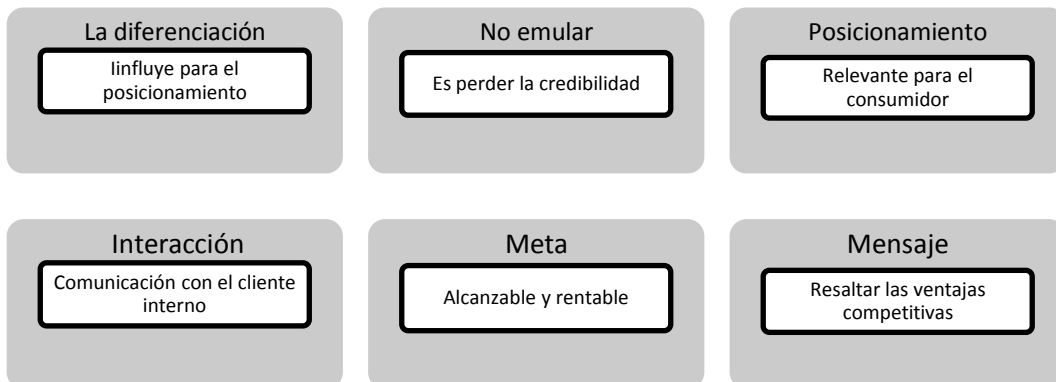 La diferenciación
Iinfluye para el
posicionamiento
No emular
Es perder la credibilidad
Posicionamiento
Relevante para el
consumidor
Interacción
Comunicación con el cliente
interno
Meta
Alcanzable y rentable
Mensaje
Resaltar las ventajas
competitivas